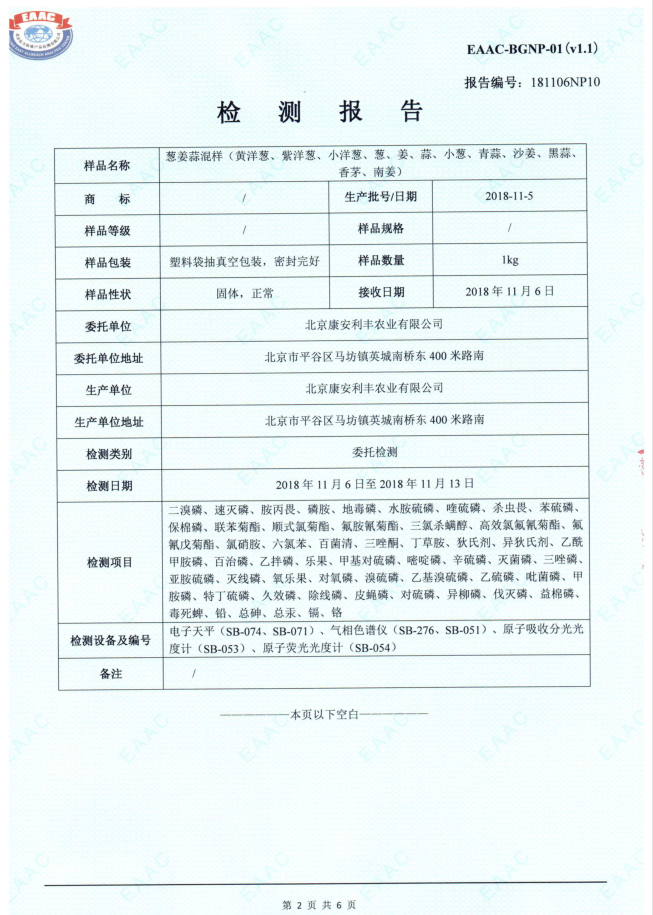 EAAC
EAAC-BGNP-01(v1.1)
报告编号：181106NP10
检 测 报 告
样品名称
葱姜蒜混样（黄洋葱、紫洋葱、小洋葱、葱、姜、蒜、小葱、青蒜、沙姜、黑蒜、
香茅、南姜）
商 标 / 生产批号/日期 2018-11-5
样品等级 / 样品规格 /
样品包装 塑料袋抽真空包装，密封完好 样品数量 1kg
样品性状 固体，正常 接收日期 2018 年 11 月 6 日
委托单位 北京康安利丰农业有限公司
委托单位地址 北京市平谷区马坊镇英城南桥东 400 米路南
生产单位 北京康安利丰农业有限公司
生产单位地址 北京市平谷区马坊镇英城南桥东 400 米路南
检测类别 委托检测
检测日期 2018 年 11 月 6 日至 2018 年 11 月 13 日
检测项目
二溴磷、速灭磷、胺丙畏、磷胺、地毒磷、水胺硫磷、喹硫磷、杀虫畏、苯硫磷、
保棉磷、联苯菊酯、顺式氯菊酯、氟胺氰菊酯、三氯杀螨醇、高效氯氟氰菊酯、氟
氰戊菊酯、氯硝胺、六氯苯、百菌清、三唑酮、丁草胺、狄氏剂、异狄氏剂、乙酰
甲胺磷、百治磷、乙拌磷、乐果、甲基对硫磷、嘧啶磷、辛硫磷、灭菌磷、三唑磷、
亚胺硫磷、灭线磷、氧乐果、对氧磷、溴硫磷、乙基溴硫磷、乙硫磷、吡菌磷、甲
胺磷、特丁硫磷、久效磷、除线磷、皮蝇磷、对硫磷、异柳磷、伐灭磷、益棉磷、
毒死蜱、铅、总砷、总汞、镉、铬
检测设备及编号
电子天平（SB-074、SB-071）、气相色谱仪（SB-276、SB-051）、原子吸收分光光
度计（SB-053）、原子荧光光度计（SB-054）
备注 /
——————本页以下空白——————
第 2 页 共 6 页